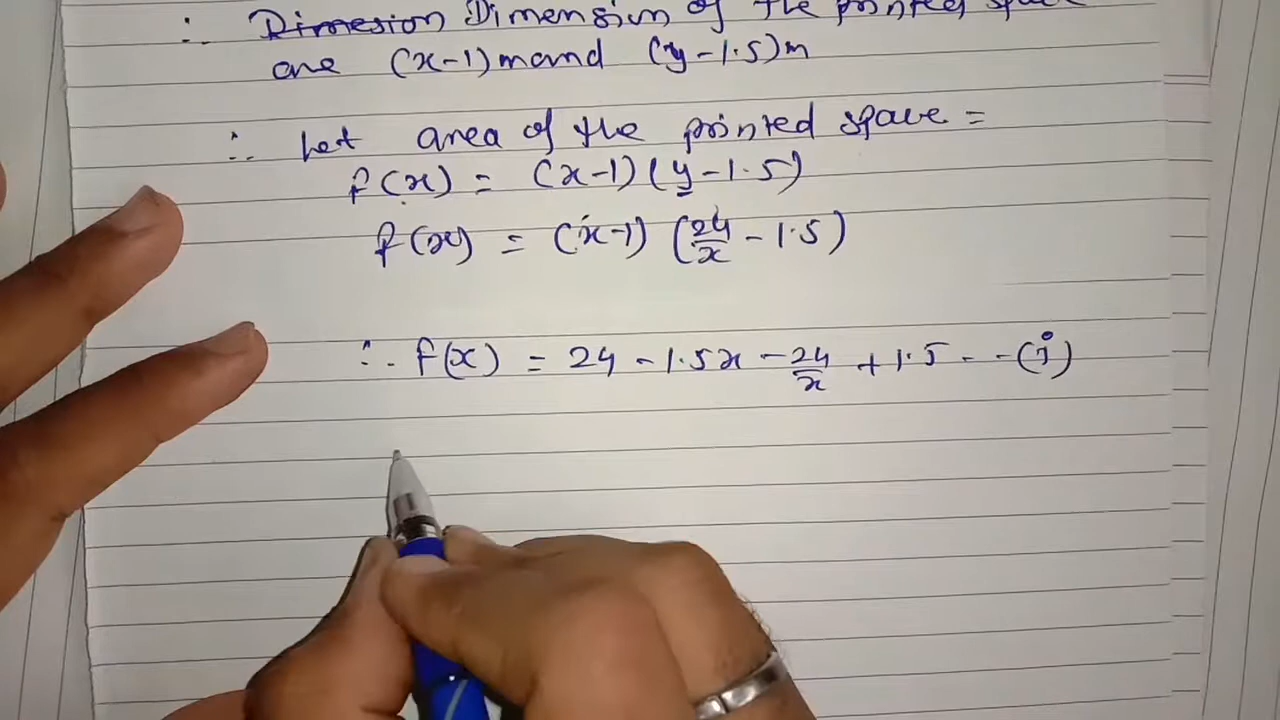 ∴ Dimesion Dimension of the printed space
are (x-1)m and (y-1.5)m
∴ Let area of the printed space =
f(x) = (x-1)(y-1.5)
f(x) = (x-1)(24/x - 1.5)
∴ f(x) = 24 - 1.5x - 24/x + 1.5 - -(i)